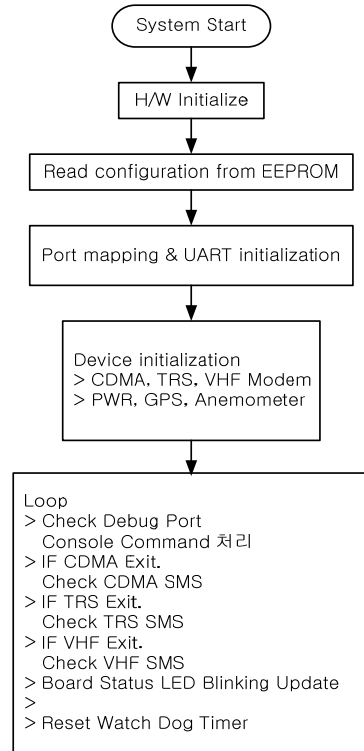 System Start
H/W Initialize
Read configuration from EEPROM
Port mapping & UART initialization
Device initialization
> CDMA, TRS, VHF Modem
> PWR, GPS, Anemometer
Loop
> Check Debug Port
Console Command 처리
> IF CDMA Exit.
Check CDMA SMS
> IF TRS Exit.
Check TRS SMS
> IF VHF Exit.
Check VHF SMS
> Board Status LED Blinking Update
>
> Reset Watch Dog Timer